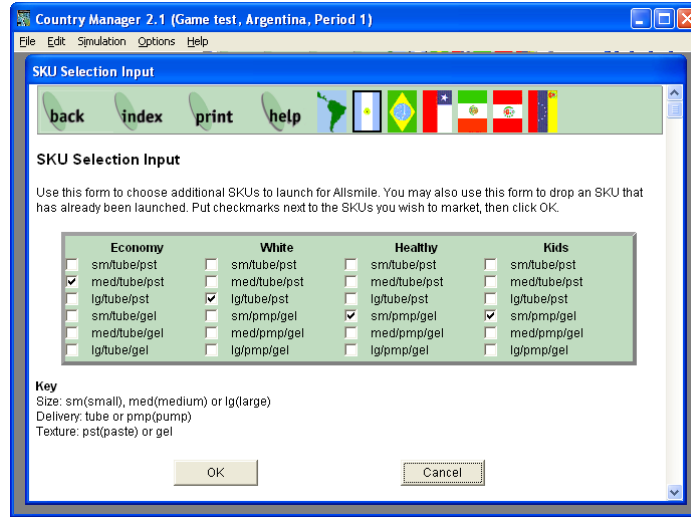 Country Manager 2.1 (Game test, Argentina, Period 1)
File Edit Simulation Options Help
SKU Selection Input
back index print help
SKU Selection Input
Use this form to choose additional SKUs to launch for Allsmile. You may also use this form to drop an SKU that
has already been launched. Put checkmarks next to the SKUs you wish to market, then click OK.
Economy White Healthy Kids
sm/tube/pst sm/tube/pst sm/tube/pst sm/tube/pst
med/tube/pst med/tube/pst med/tube/pst med/tube/pst
lg/tube/pst lg/tube/pst lg/tube/pst lg/tube/pst
sm/tube/gel sm/pmp/gel sm/pmp/gel sm/pmp/gel
med/tube/gel med/pmp/gel med/pmp/gel med/pmp/gel
lg/tube/gel lg/pmp/gel lg/pmp/gel lg/pmp/gel
Key
Size: sm(small), med(medium) or lg(large)
Delivery: tube or pmp(pump)
Texture: pst(paste) or gel
OK Cancel